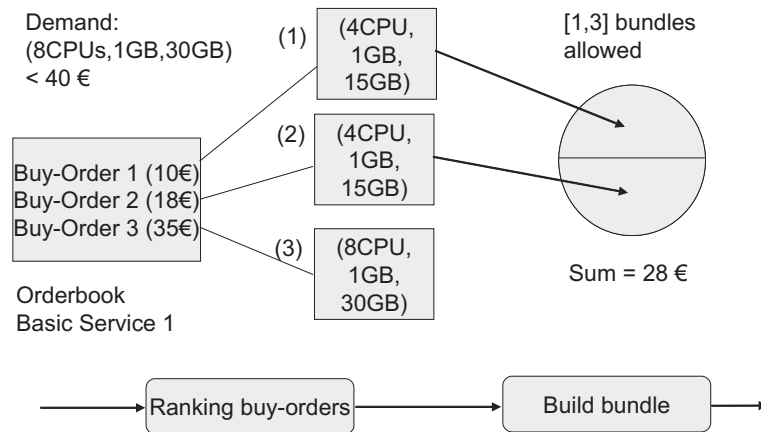 Demand:
(8CPUs,1GB,30GB)
< 40 €
(1)
(4CPU,
1GB,
15GB)
[1,3] bundles
allowed
Buy-Order 1 (10€)
Buy-Order 2 (18€)
Buy-Order 3 (35€)
(2)
(4CPU,
1GB,
15GB)
(3)
(8CPU,
1GB,
30GB)
Sum = 28 €
Orderbook
Basic Service 1
Ranking buy-orders
Build bundle